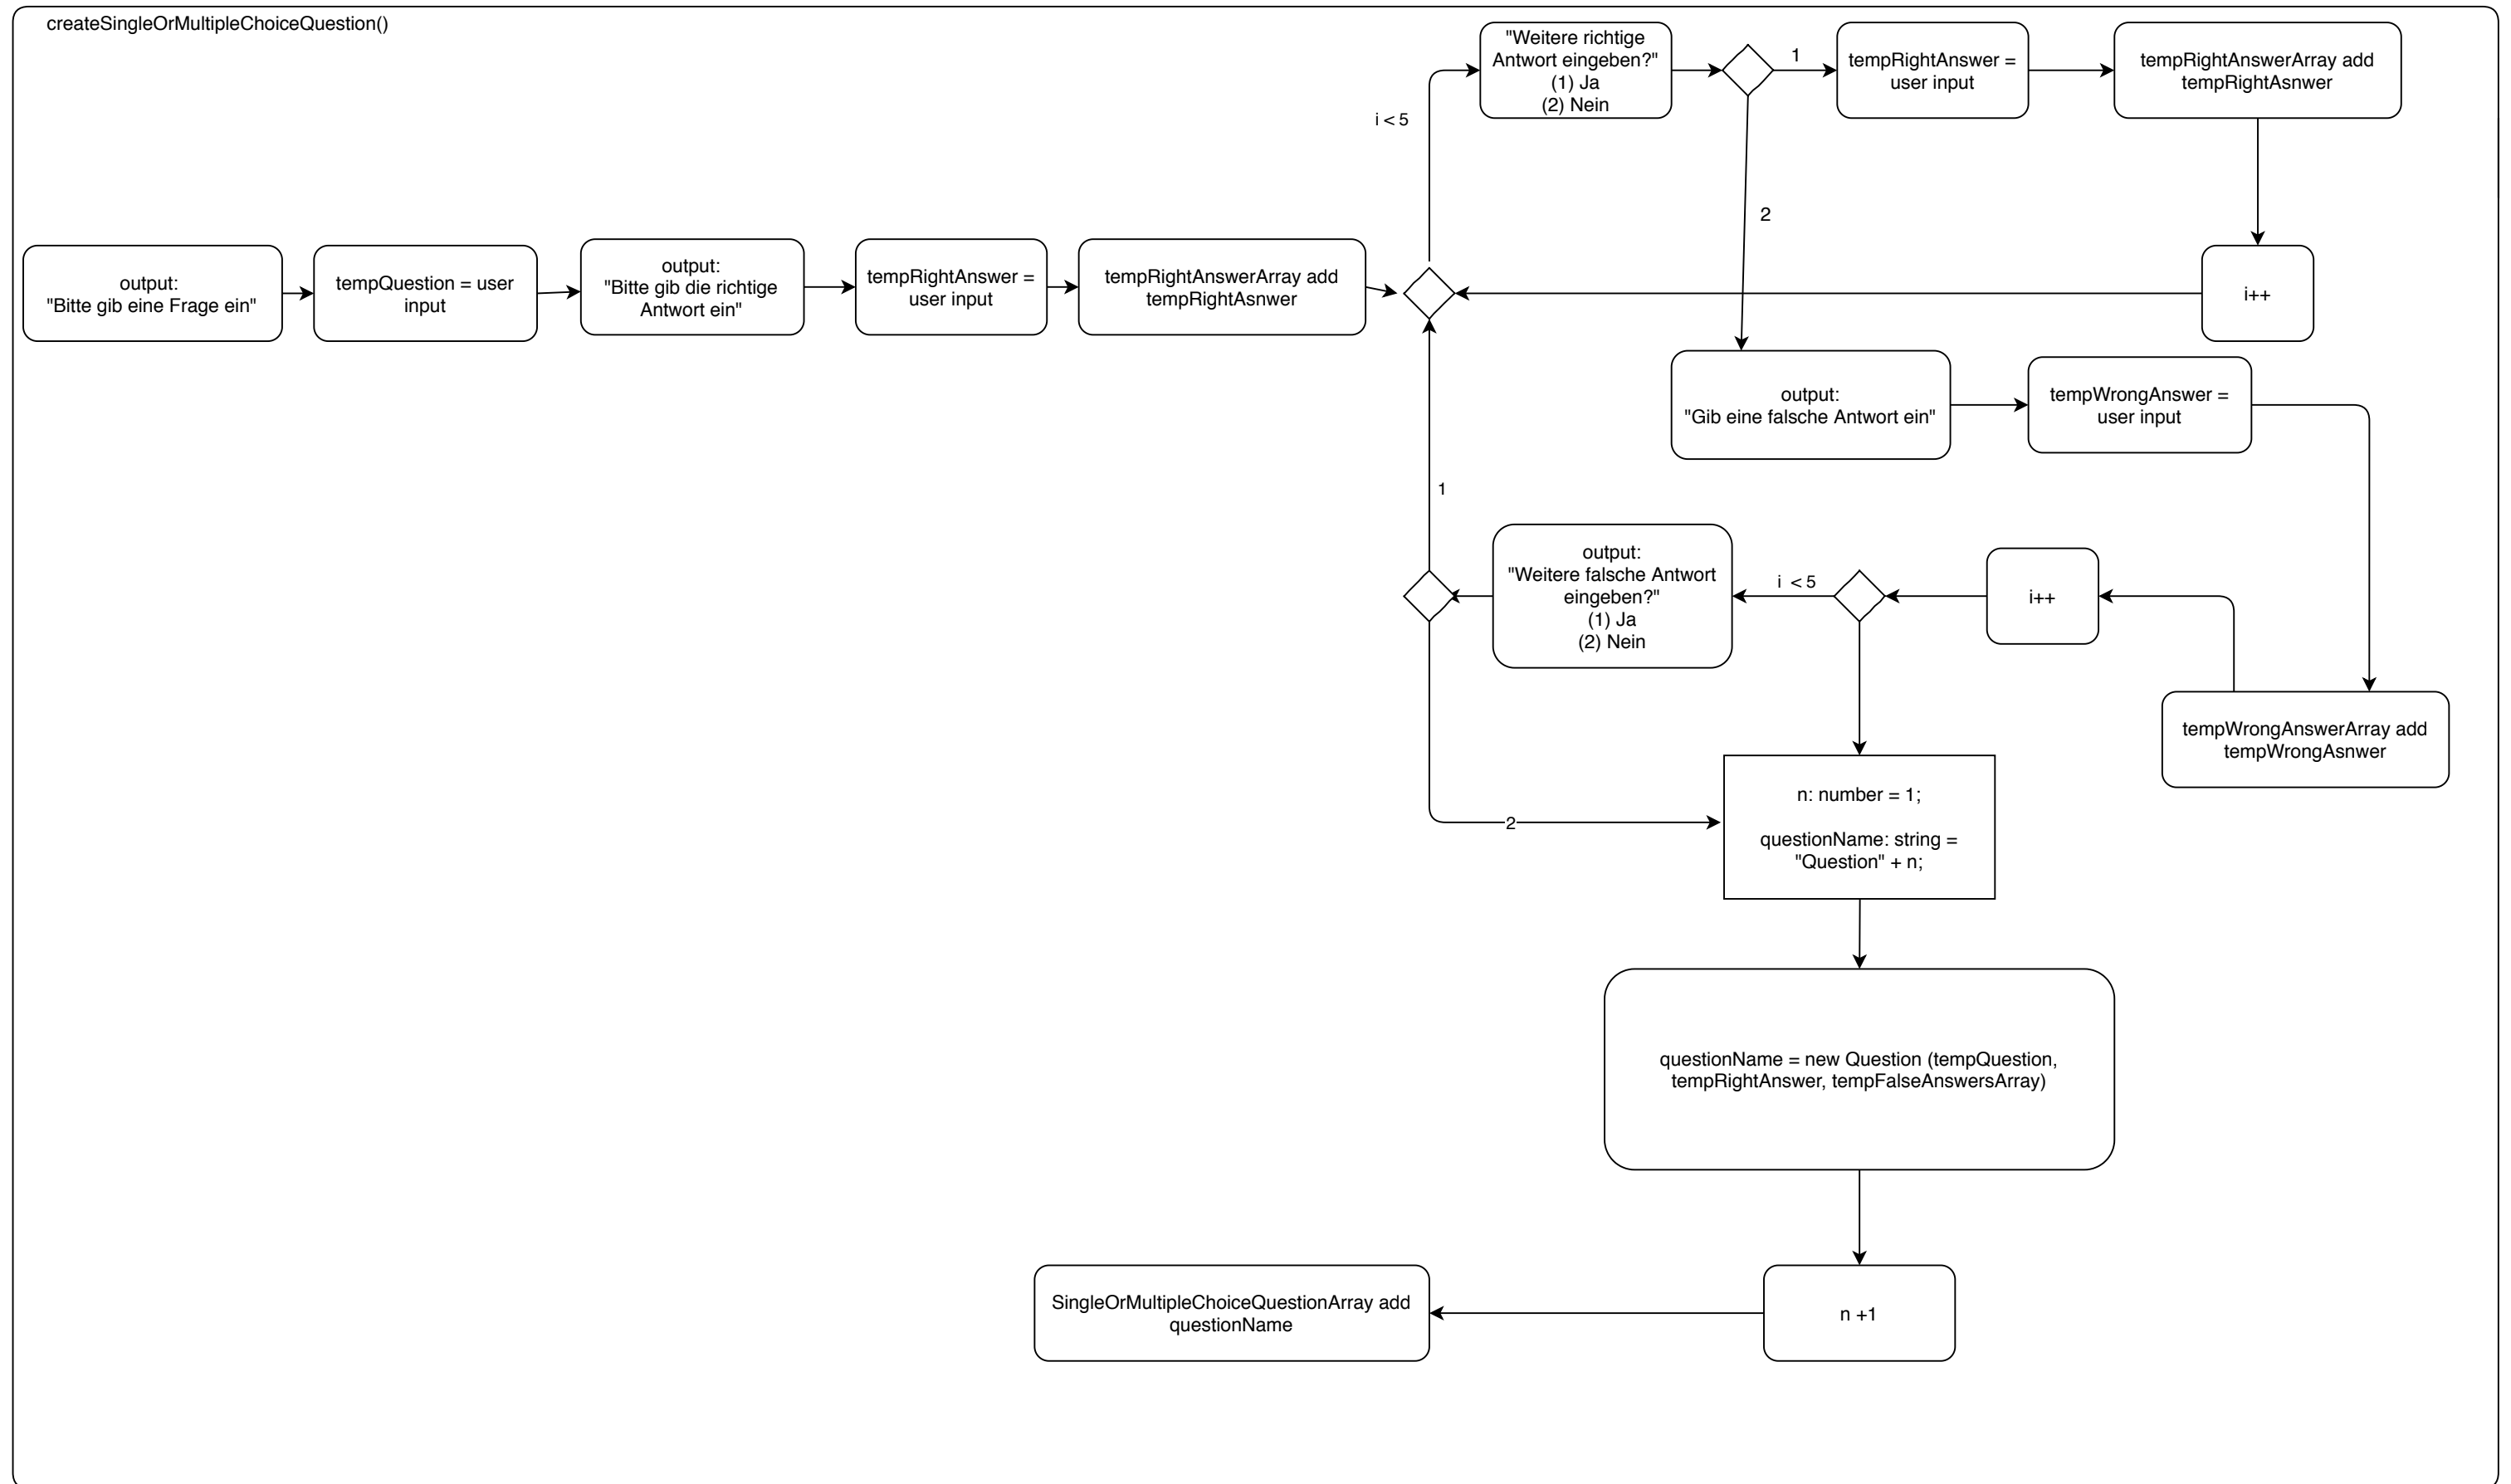 createSingleOrMultipleChoiceQuestion()
"Weitere richtige
Antwort eingeben?"
(1) Ja
(2) Nein
1
tempRightAnswer =
user input
tempRightAnswerArray add
tempRightAsnwer
i < 5
2
output:
"Bitte gib eine Frage ein"
tempQuestion = user
input
output:
"Bitte gib die richtige
Antwort ein"
tempRightAnswer =
user input
tempRightAnswerArray add
tempRightAsnwer
i++
output:
"Gib eine falsche Antwort ein"
tempWrongAnswer =
user input
1
output:
"Weitere falsche Antwort
eingeben?"
(1) Ja
(2) Nein
i < 5
i++
tempWrongAnswerArray add
tempWrongAsnwer
2
n: number = 1;
questionName: string =
"Question" + n;
questionName = new Question (tempQuestion,
tempRightAnswer, tempFalseAnswersArray)
SingleOrMultipleChoiceQuestionArray add
questionName
n +1